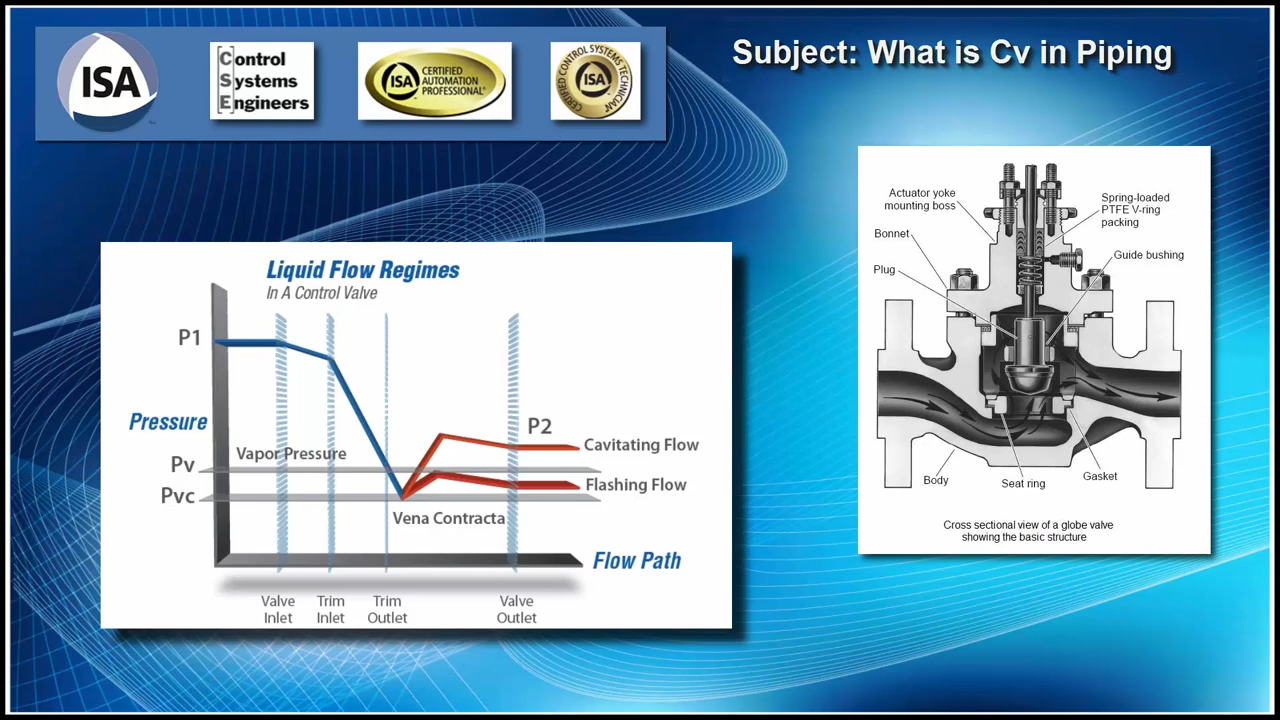 ISA
[C]ontrol
Systems
[E]ngineers
ISA
CERTIFIED
AUTOMATION
PROFESSIONAL®
CERTIFIED CONTROL SYSTEMS TECHNICIAN
ISA
Subject: What is Cv in Piping
Liquid Flow Regimes
In A Control Valve
P1
Pressure
Vapor Pressure
Pv
Pvc
P2
Cavitating Flow
Flashing Flow
Vena Contracta
Flow Path
Valve
Inlet
Trim
Inlet
Trim
Outlet
Valve
Outlet
Actuator yoke
mounting boss
Bonnet
Plug
Spring-loaded
PTFE V-ring
packing
Guide bushing
Body
Seat ring
Gasket
Cross sectional view of a globe valve
showing the basic structure